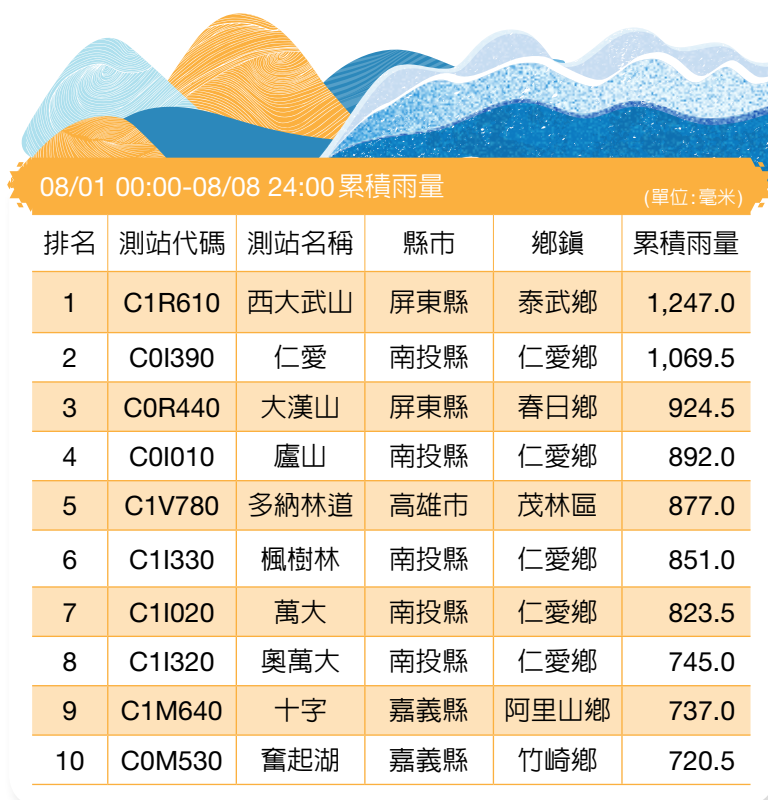 08/01 00:00-08/08 24:00累積雨量
(單位:毫米)
排名 測站代碼 測站名稱 縣市 鄉鎮 累積雨量
1 C1R610 西大武山 屏東縣 泰武鄉 1,247.0
2 C0I390 仁愛 南投縣 仁愛鄉 1,069.5
3 C0R440 大漢山 屏東縣 春日鄉 924.5
4 C0I010 廬山 南投縣 仁愛鄉 892.0
5 C1V780 多納林道 高雄市 茂林區 877.0
6 C1I330 楓樹林 南投縣 仁愛鄉 851.0
7 C1I020 萬大 南投縣 仁愛鄉 823.5
8 C1I320 奧萬大 南投縣 仁愛鄉 745.0
9 C1M640 十字 嘉義縣 阿里山鄉 737.0
10 C0M530 奮起湖 嘉義縣 竹崎鄉 720.5